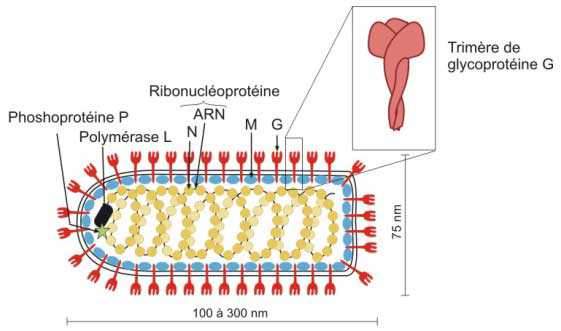 Trimère de
glycoprotéine G
Ribonucléoprotéine
ARN
Phoshoprotéine P
Polymérase L
N
M
G
75 nm
100 à 300 nm